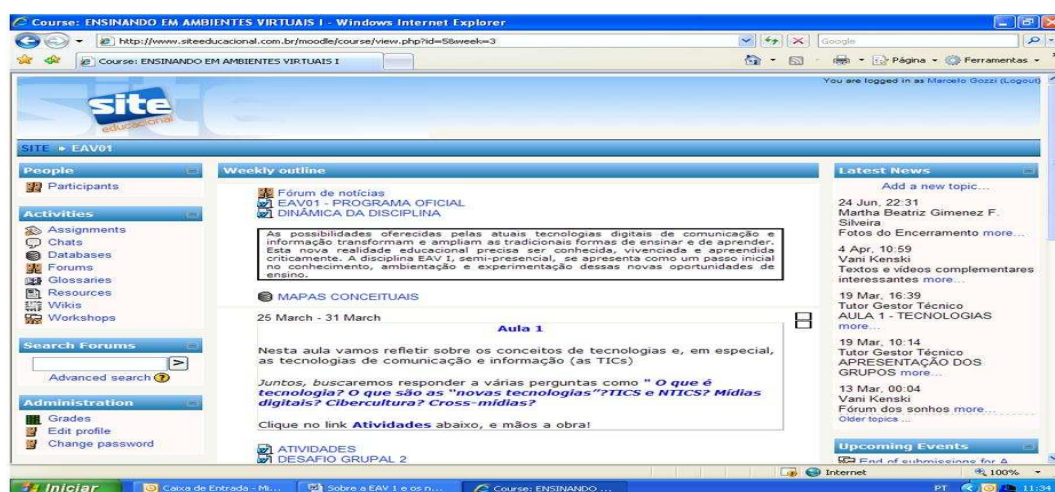 Course: ENSINANDO EM AMBIENTES VIRTUAIS I - Windows Internet Explorer
http://www.siteeducacional.com.br/moodle/course/view.php?id=5&week=3
Google
Course: ENSINANDO EM AMBIENTES VIRTUAIS I
Página
Ferramentas
You are logged in as Marcelo Gozzi (Logout)
site
educacional
SITE » EAV01
People
Participants
Activities
Assignments
Chats
Databases
Forums
Glossaries
Resources
Wikis
Workshops
Search Forums
>
Advanced search ?
Administration
Grades
Edit profile
Change password
Weekly outline
Fórum de notícias
EAV01 - PROGRAMA OFICIAL
DINÂMICA DA DISCIPLINA
As possibilidades oferecidas pelas atuais tecnologias digitais de comunicação e
informação transformam e ampliam as tradicionais formas de ensinar e de aprender.
Esta nova realidade educacional precisa ser conhecida, vivenciada e apreendida
criticamente. A disciplina EAV I, semi-presencial, se apresenta como um passo inicial
no conhecimento, ambientação e experimentação dessas novas oportunidades de
ensino.
MAPAS CONCEITUAIS
25 March - 31 March
Aula 1
Nesta aula vamos refletir sobre os conceitos de tecnologias e, em especial,
as tecnologias de comunicação e informação (as TICs)
Juntos, buscaremos responder a várias perguntas como " O que é
tecnologia? O que são as "novas tecnologias"?TICS e NTICS? Mídias
digitais? Cibercultura? Cross-mídias?
Clique no link Atividades abaixo, e mãos a obra!
ATIVIDADES
DESAFIO GRUPAL 2
Latest News
Add a new topic...
24 Jun, 22:31
Martha Beatriz Gimenez F.
Silveira
Fotos do Encerramento more...
4 Apr, 10:59
Vani Kenski
Textos e vídeos complementares
interessantes more...
19 Mar, 16:39
Tutor Gestor Técnico
AULA 1 - TECNOLOGIAS
more...
19 Mar, 10:14
Tutor Gestor Técnico
APRESENTAÇÃO DOS
GRUPOS more...
13 Mar, 00:04
Vani Kenski
Fórum dos sonhos more...
Older topics ...
Upcoming Events
End of submissions for A
Internet
100%
Iniciar
Caixa de Entrada - Mi...
Sobre a EAV 1 e os n...
Course: ENSINANDO ...
PT
11:34